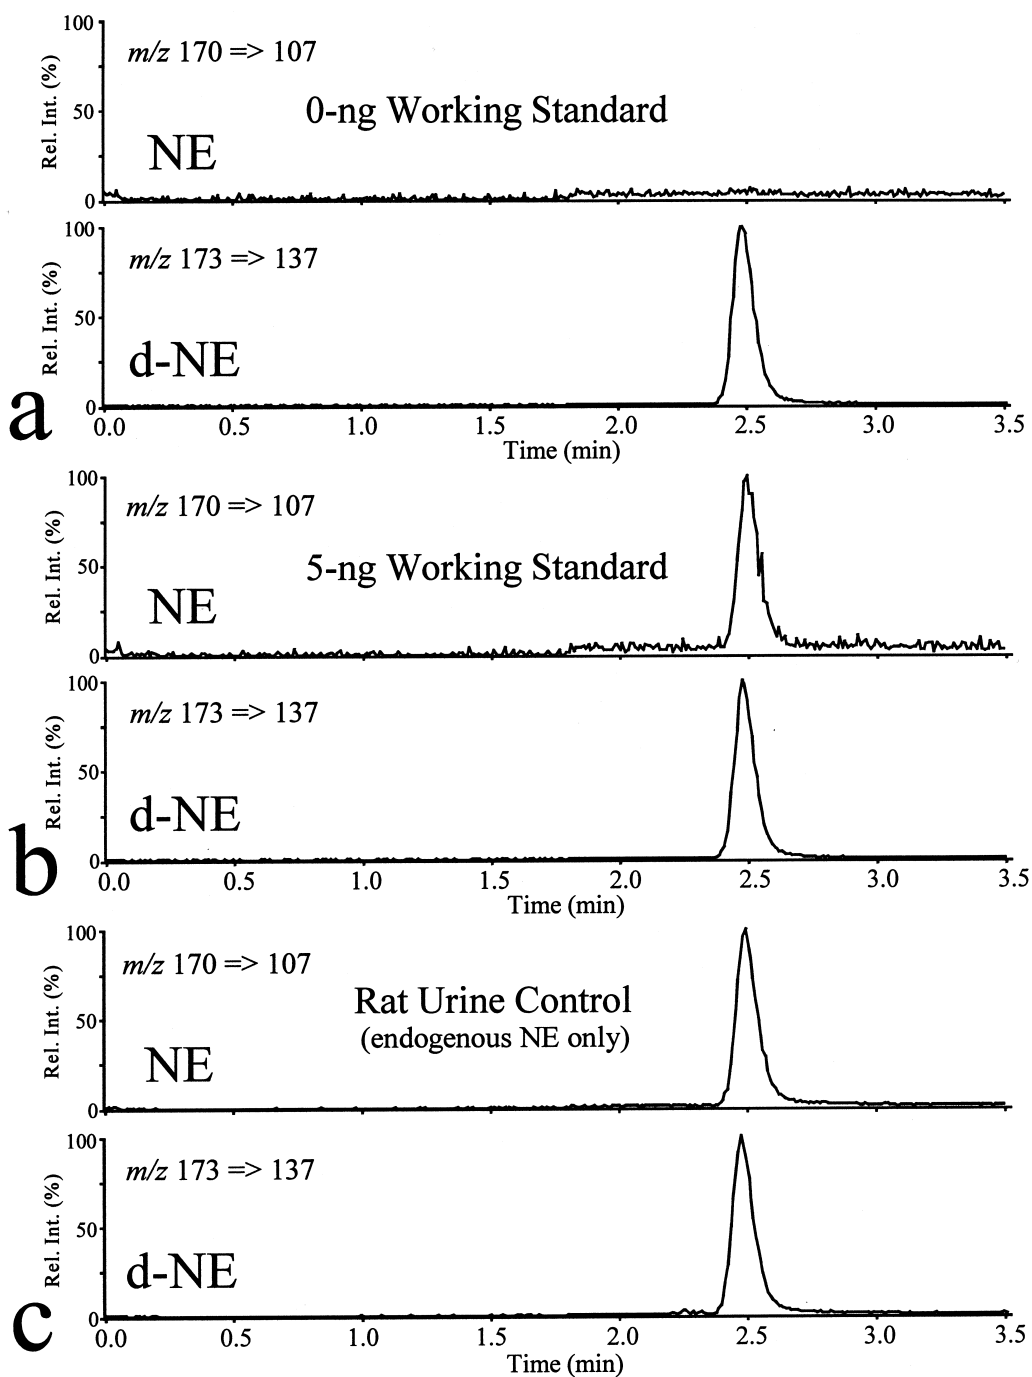 100
m/z 170 => 107
0-ng Working Standard
Rel. Int. (%)
50
NE
0
100
m/z 173 => 137
Rel. Int. (%)
50
d-NE
0
a
0.0 0.5 1.0 1.5 2.0 2.5 3.0 3.5
Time (min)
100
m/z 170 => 107
5-ng Working Standard
Rel. Int. (%)
50
NE
0
100
m/z 173 => 137
Rel. Int. (%)
50
d-NE
0
b
0.0 0.5 1.0 1.5 2.0 2.5 3.0 3.5
Time (min)
100
m/z 170 => 107
Rat Urine Control
(endogenous NE only)
Rel. Int. (%)
50
NE
0
100
m/z 173 => 137
Rel. Int. (%)
50
d-NE
0
c
0.0 0.5 1.0 1.5 2.0 2.5 3.0 3.5
Time (min)